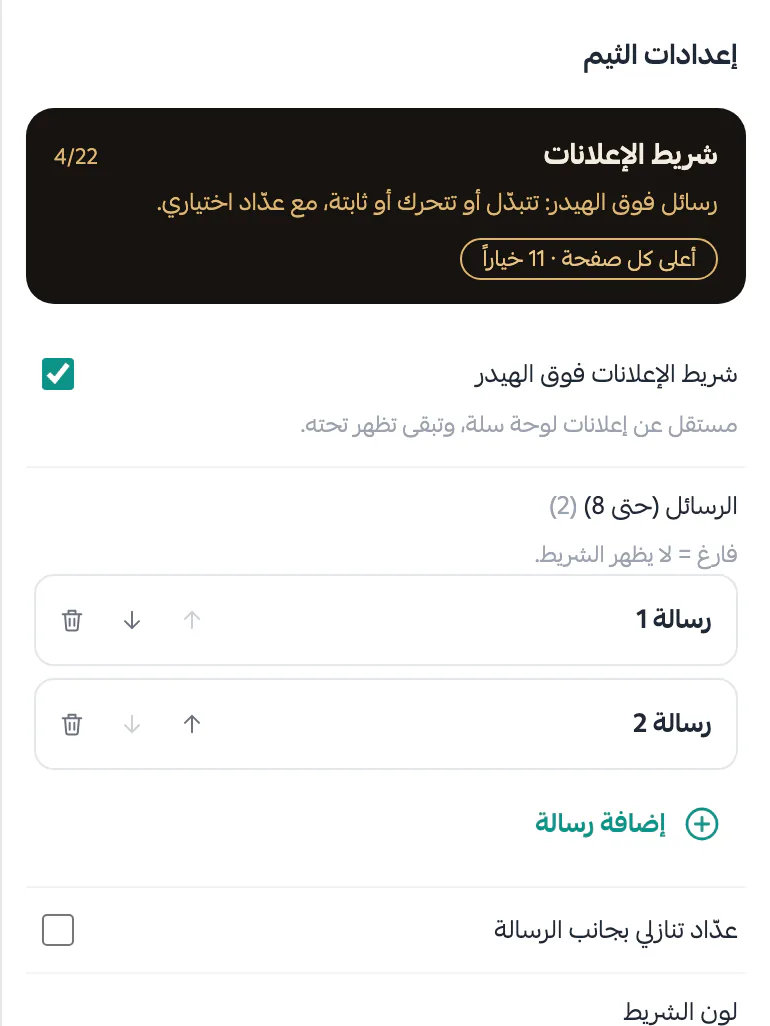 إعدادات الثيم
شريط الإعلانات
4/22
رسائل فوق الهيدر: تتبدّل أو تتحرك أو ثابتة، مع عدّاد اختياري.
أعلى كل صفحة · 11 خياراً
شريط الإعلانات فوق الهيدر
مستقل عن إعلانات لوحة سلة، وتبقى تظهر تحته.
الرسائل (حتى 8) (2)
فارغ = لا يظهر الشريط.
رسالة 1
رسالة 2
إضافة رسالة
عدّاد تنازلي بجانب الرسالة
لون الشريط